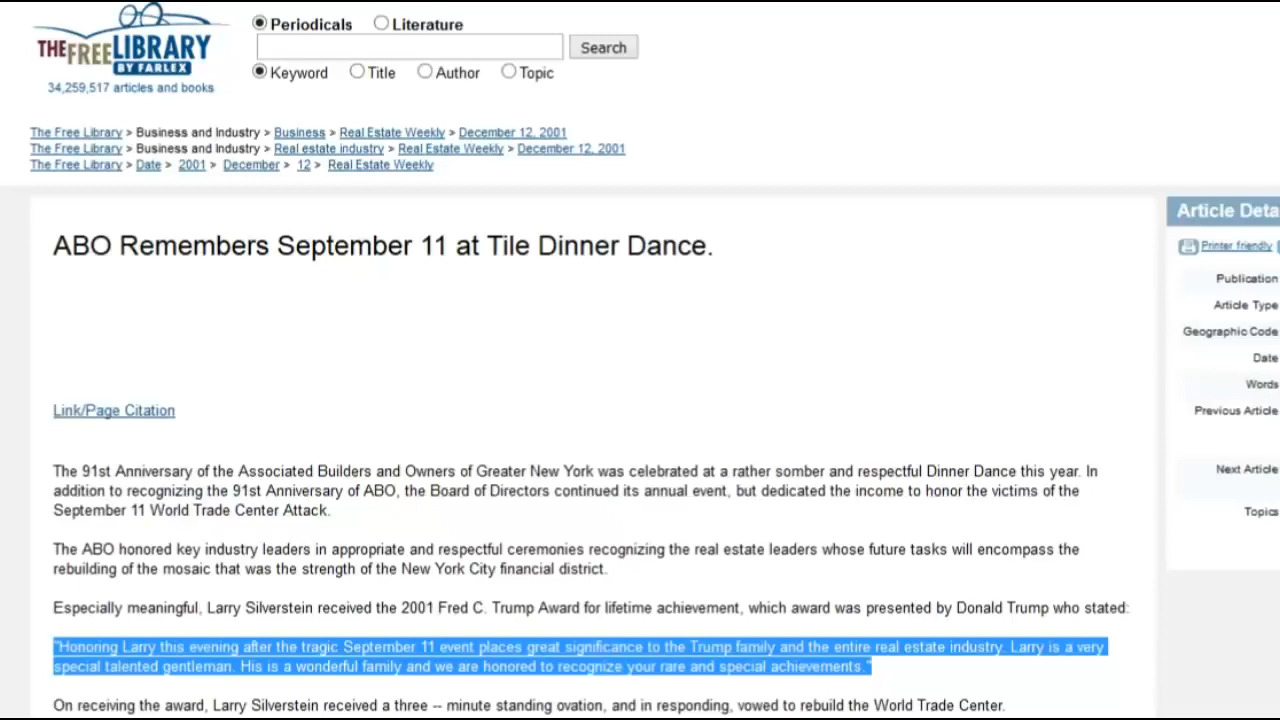 THEFREELIBRARY
BY FARLEX
34,259,517 articles and books
Periodicals Literature
Search
Keyword Title Author Topic
The Free Library > Business and Industry > Business > Real Estate Weekly > December 12, 2001
The Free Library > Business and Industry > Real estate industry > Real Estate Weekly > December 12, 2001
The Free Library > Date > 2001 > December > 12 > Real Estate Weekly
ABO Remembers September 11 at Tile Dinner Dance.
Link/Page Citation
The 91st Anniversary of the Associated Builders and Owners of Greater New York was celebrated at a rather somber and respectful Dinner Dance this year. In
addition to recognizing the 91st Anniversary of ABO, the Board of Directors continued its annual event, but dedicated the income to honor the victims of the
September 11 World Trade Center Attack.
The ABO honored key industry leaders in appropriate and respectful ceremonies recognizing the real estate leaders whose future tasks will encompass the
rebuilding of the mosaic that was the strength of the New York City financial district.
Especially meaningful, Larry Silverstein received the 2001 Fred C. Trump Award for lifetime achievement, which award was presented by Donald Trump who stated:
"Honoring Larry this evening after the tragic September 11 event places great significance to the Trump family and the entire real estate industry. Larry is a very
special talented gentleman. His is a wonderful family and we are honored to recognize your rare and special achievements."
On receiving the award, Larry Silverstein received a three -- minute standing ovation, and in responding, vowed to rebuild the World Trade Center.
Article Deta
Printer friendly
Publication
Article Type
Geographic Code
Date
Words
Previous Article
Next Article
Topics